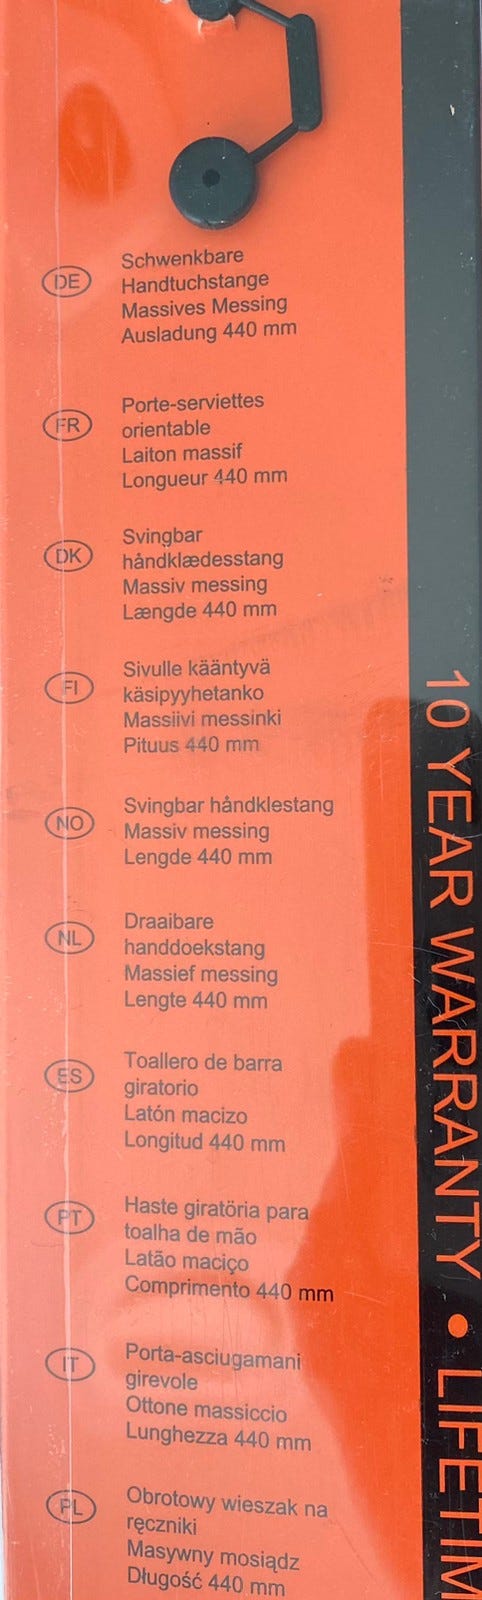 DE
Schwenkbare
Handtuchstange
Massives Messing
Ausladung 440 mm
FR
Porte-serviettes
orientable
Laiton massif
Longueur 440 mm
DK
Svingbar
håndklædesstang
Massiv messing
Længde 440 mm
FI
Sivulle kääntyvä
käsipyyhetanko
Massiivi messinki
Pituus 440 mm
NO
Svingbar håndklestang
Massiv messing
Lengde 440 mm
NL
Draaibare
handdoekstang
Massief messing
Lengte 440 mm
ES
Toallero de barra
giratorio
Latón macizo
Longitud 440 mm
PT
Haste giratöria para
toalha de mão
Latão maciço
Comprimento 440 mm
IT
Porta-asciugamani
girevole
Ottone massiccio
Lunghezza 440 mm
PL
Obrotowy wieszak na
ręczniki
Masywny mosiądz
Długość 440 mm
10 YEAR WARRANTY • LIFETIM